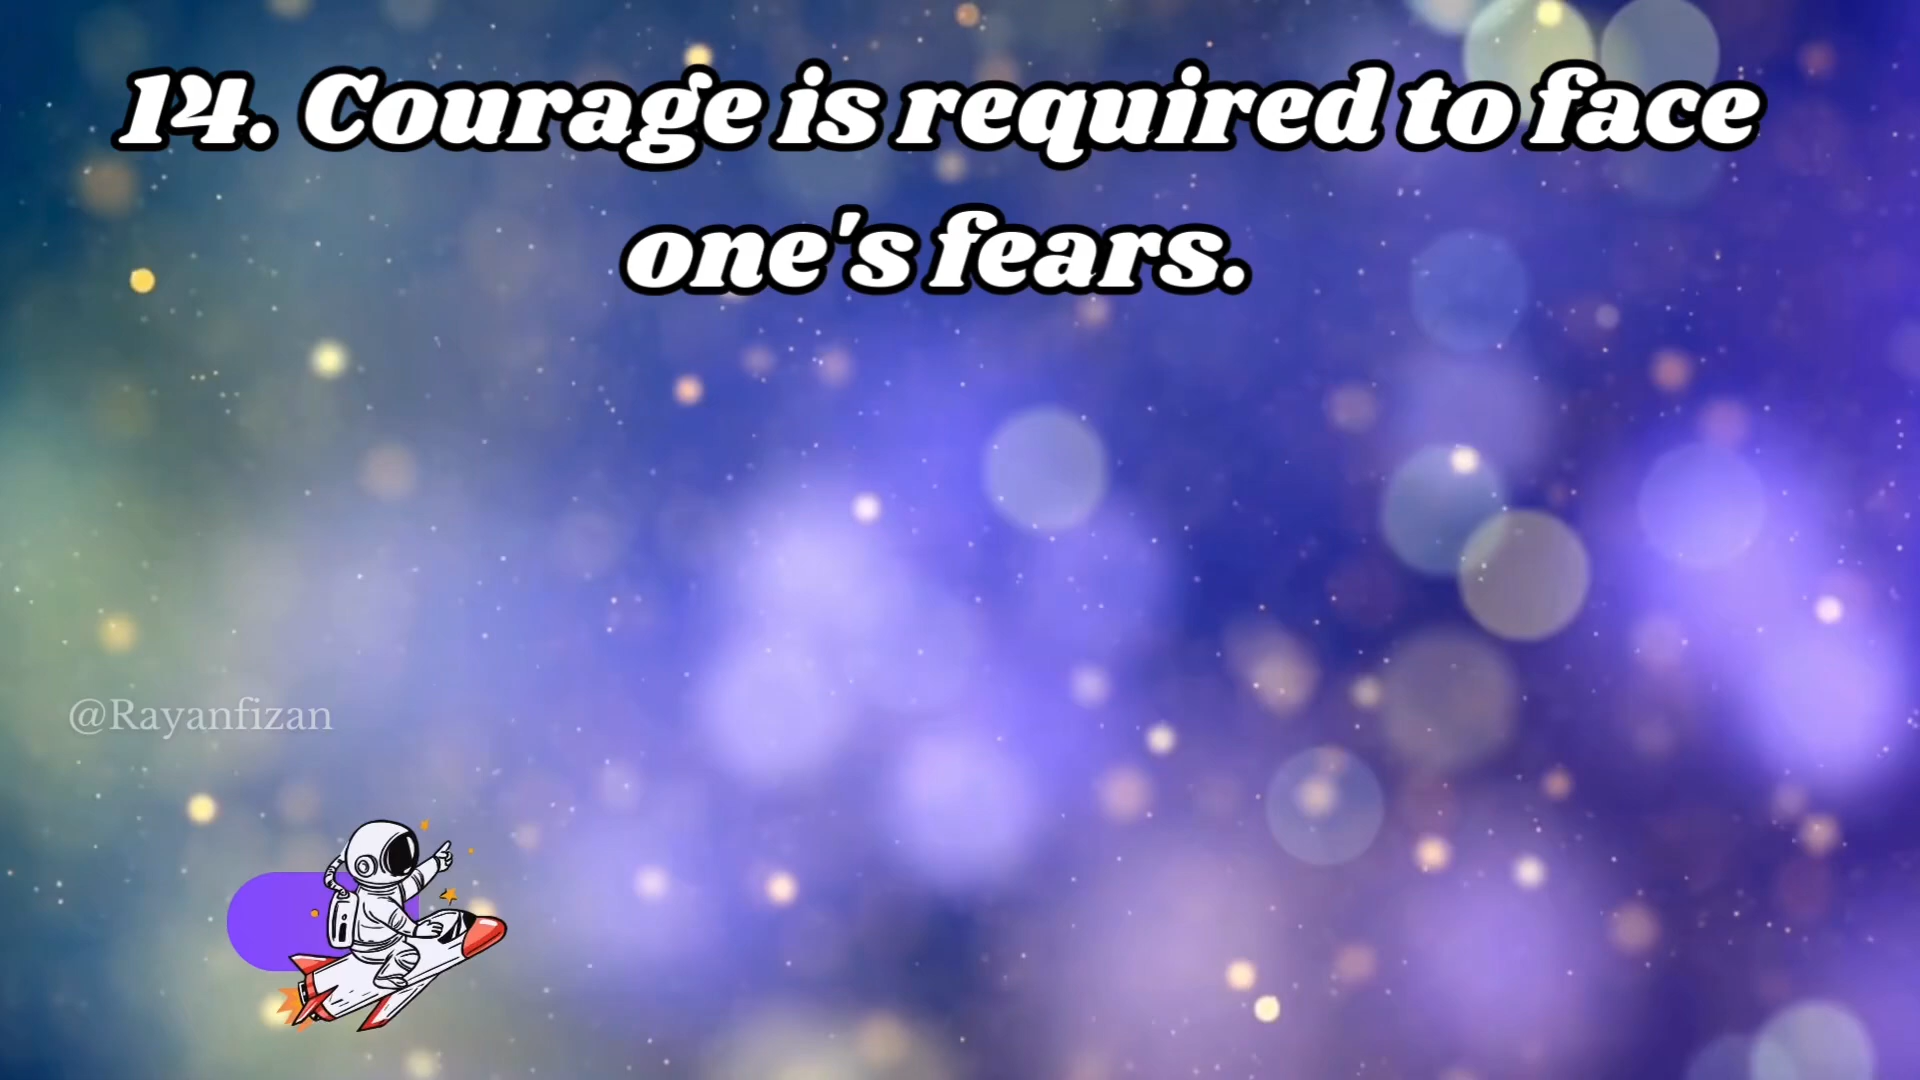 14. Courage is required to face
one's fears.
@Rayanfizan